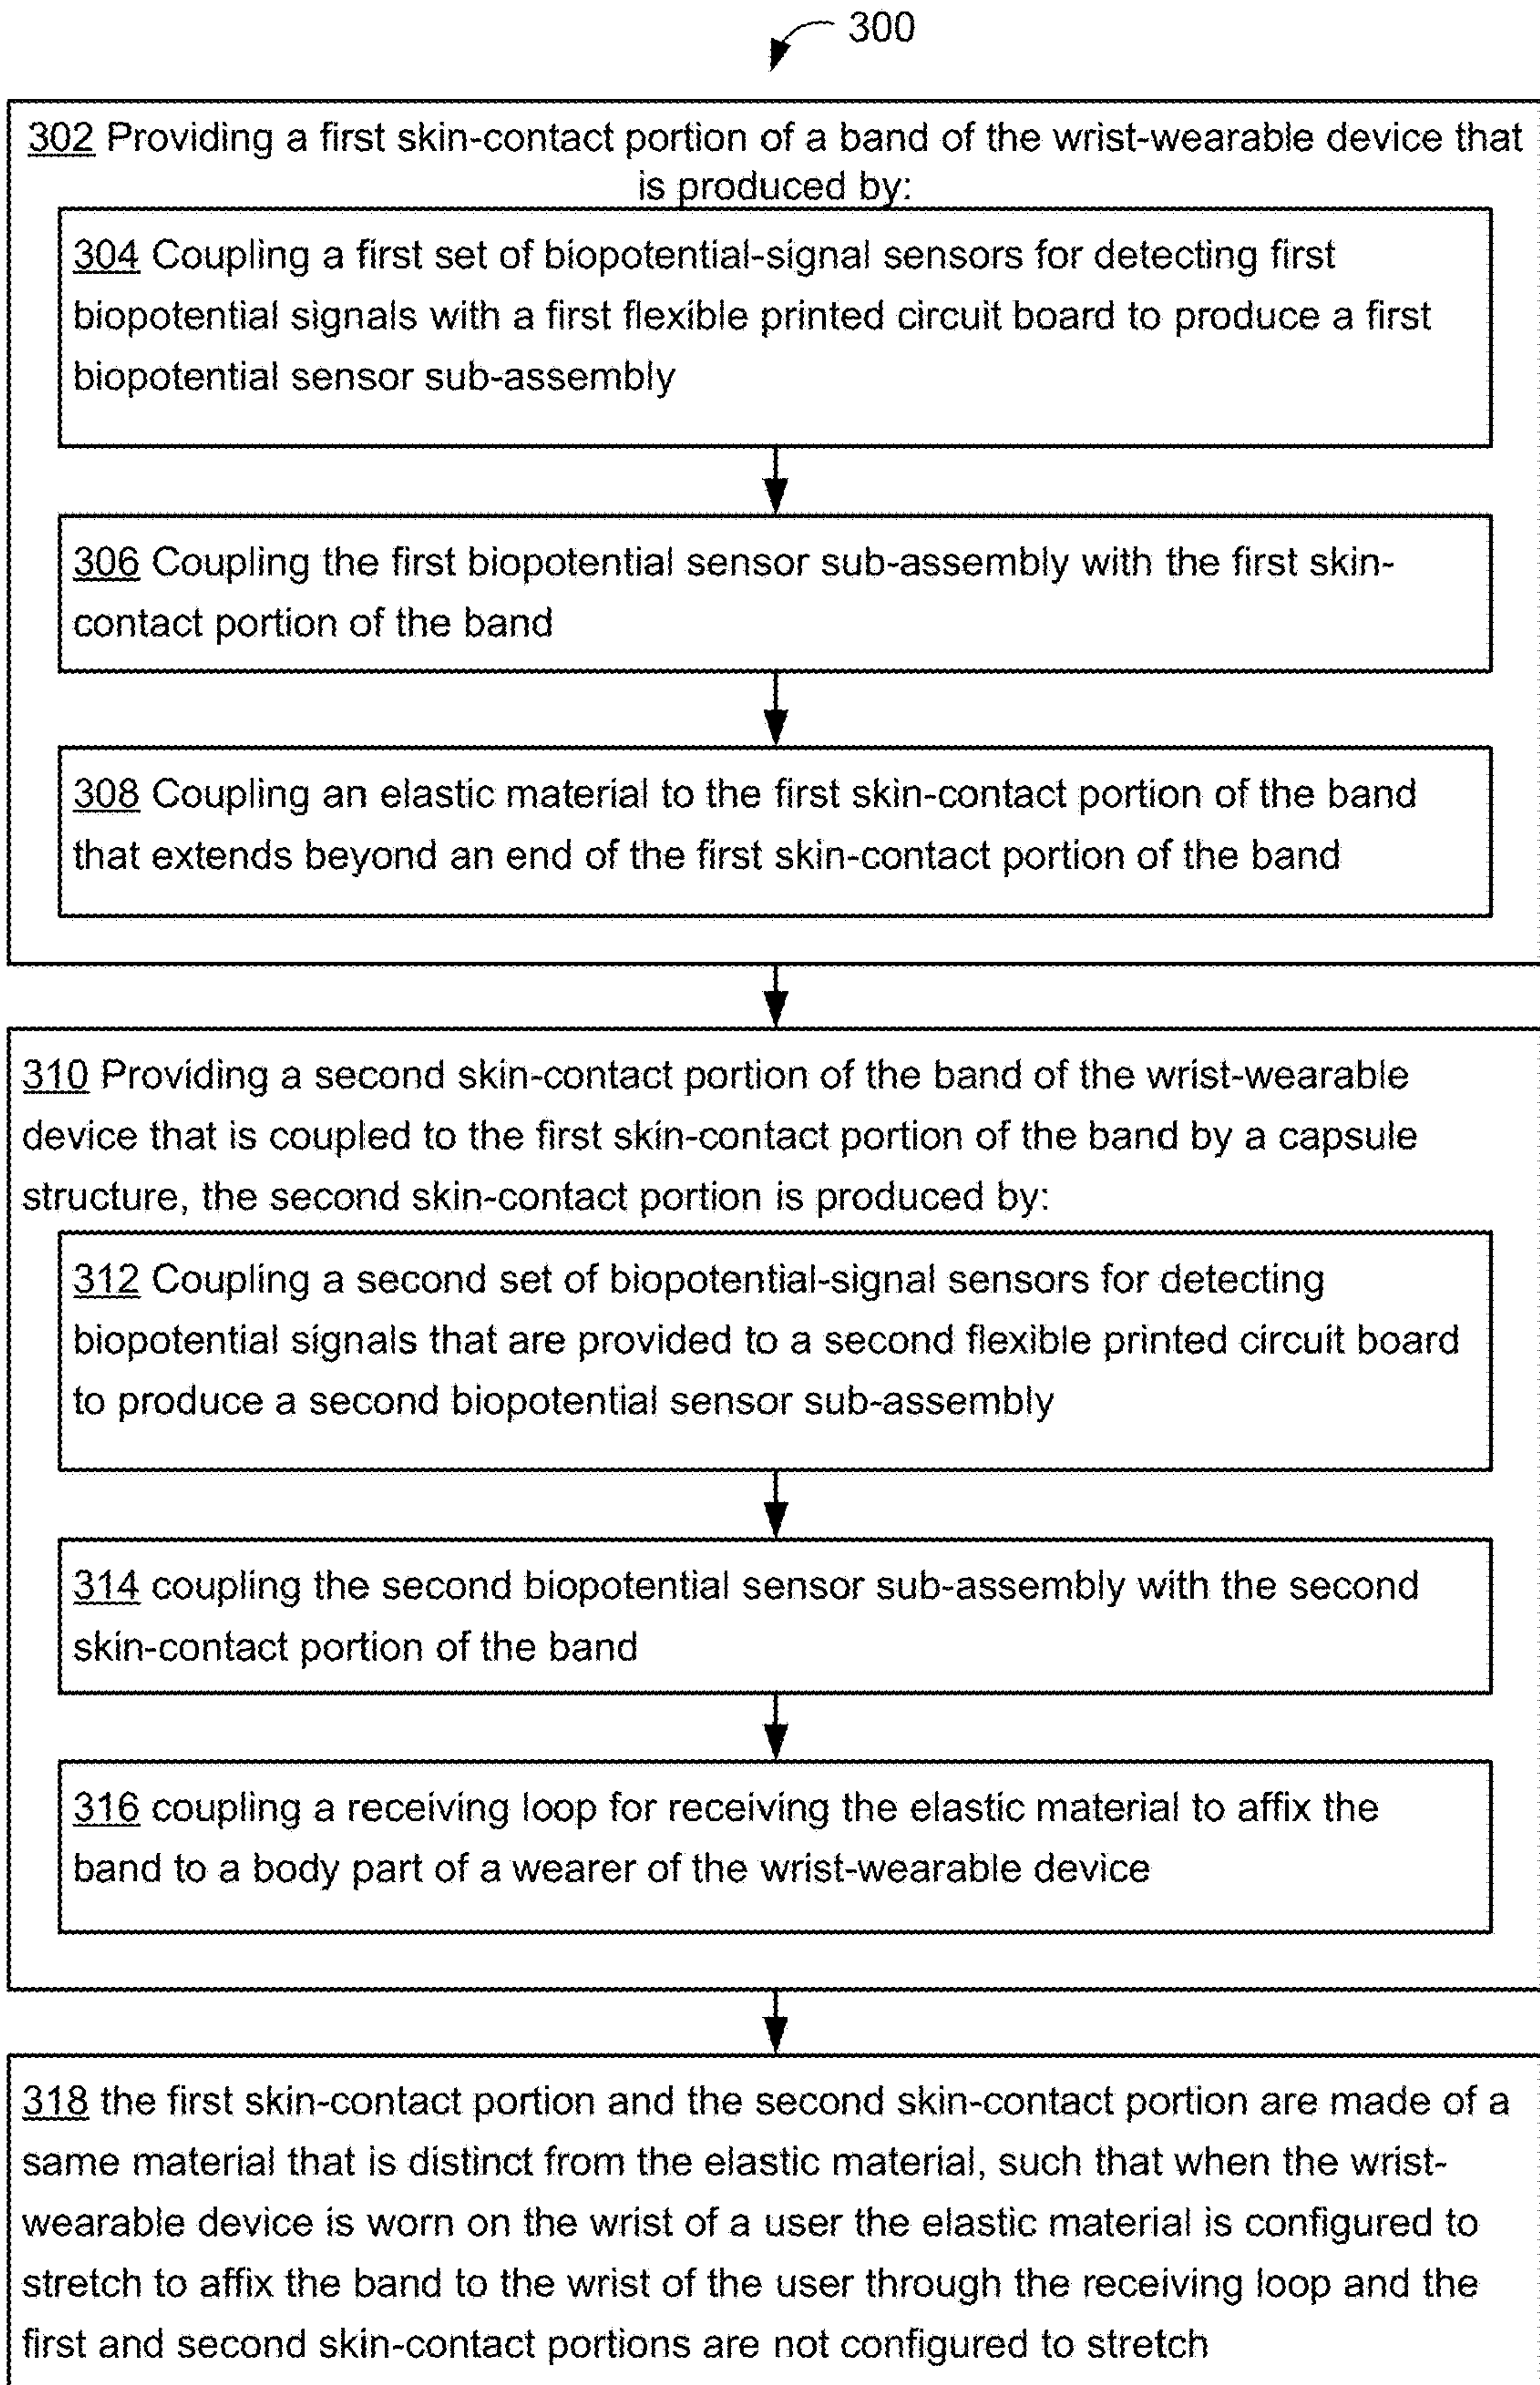 300
302 Providing a first skin-contact portion of a band of the wrist-wearable device that
is produced by:
304 Coupling a first set of biopotential-signal sensors for detecting first
biopotential signals with a first flexible printed circuit board to produce a first
biopotential sensor sub-assembly
306 Coupling the first biopotential sensor sub-assembly with the first skin-
contact portion of the band
308 Coupling an elastic material to the first skin-contact portion of the band
that extends beyond an end of the first skin-contact portion of the band
310 Providing a second skin-contact portion of the band of the wrist-wearable
device that is coupled to the first skin-contact portion of the band by a capsule
structure, the second skin-contact portion is produced by:
312 Coupling a second set of biopotential-signal sensors for detecting
biopotential signals that are provided to a second flexible printed circuit board
to produce a second biopotential sensor sub-assembly
314 coupling the second biopotential sensor sub-assembly with the second
skin-contact portion of the band
316 coupling a receiving loop for receiving the elastic material to affix the
band to a body part of a wearer of the wrist-wearable device
318 the first skin-contact portion and the second skin-contact portion are made of a
same material that is distinct from the elastic material, such that when the wrist-
wearable device is worn on the wrist of a user the elastic material is configured to
stretch to affix the band to the wrist of the user through the receiving loop and the
first and second skin-contact portions are not configured to stretch